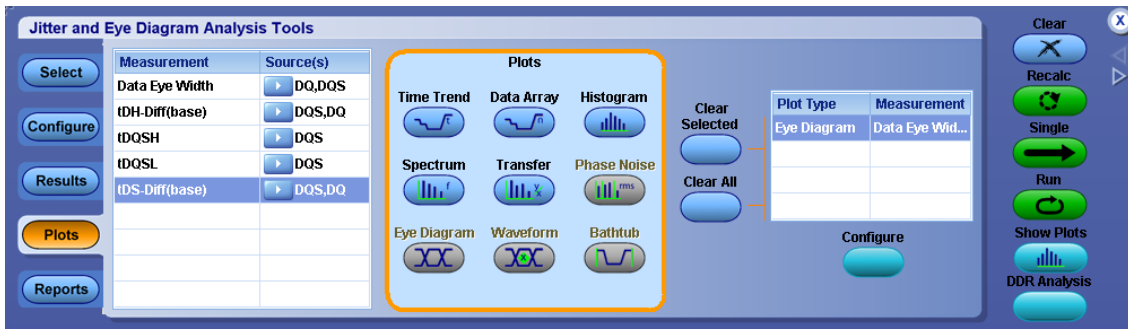 Jitter and Eye Diagram Analysis Tools
Select
Configure
Results
Plots
Reports
Measurement Source(s)
Data Eye Width DQ,DQS
tDH-Diff(base) DQS,DQ
tDQSH DQS
tDQSL DQS
tDS-Diff(base) DQS,DQ
Plots
Time Trend Data Array Histogram
t n
Spectrum Transfer Phase Noise
f y/x rms
Eye Diagram Waveform Bathtub
x
Clear
Selected
Clear All
Plot Type Measurement
Eye Diagram Data Eye Wid...
Configure
X
Clear
Recalc
Single
Run
Show Plots
DDR Analysis